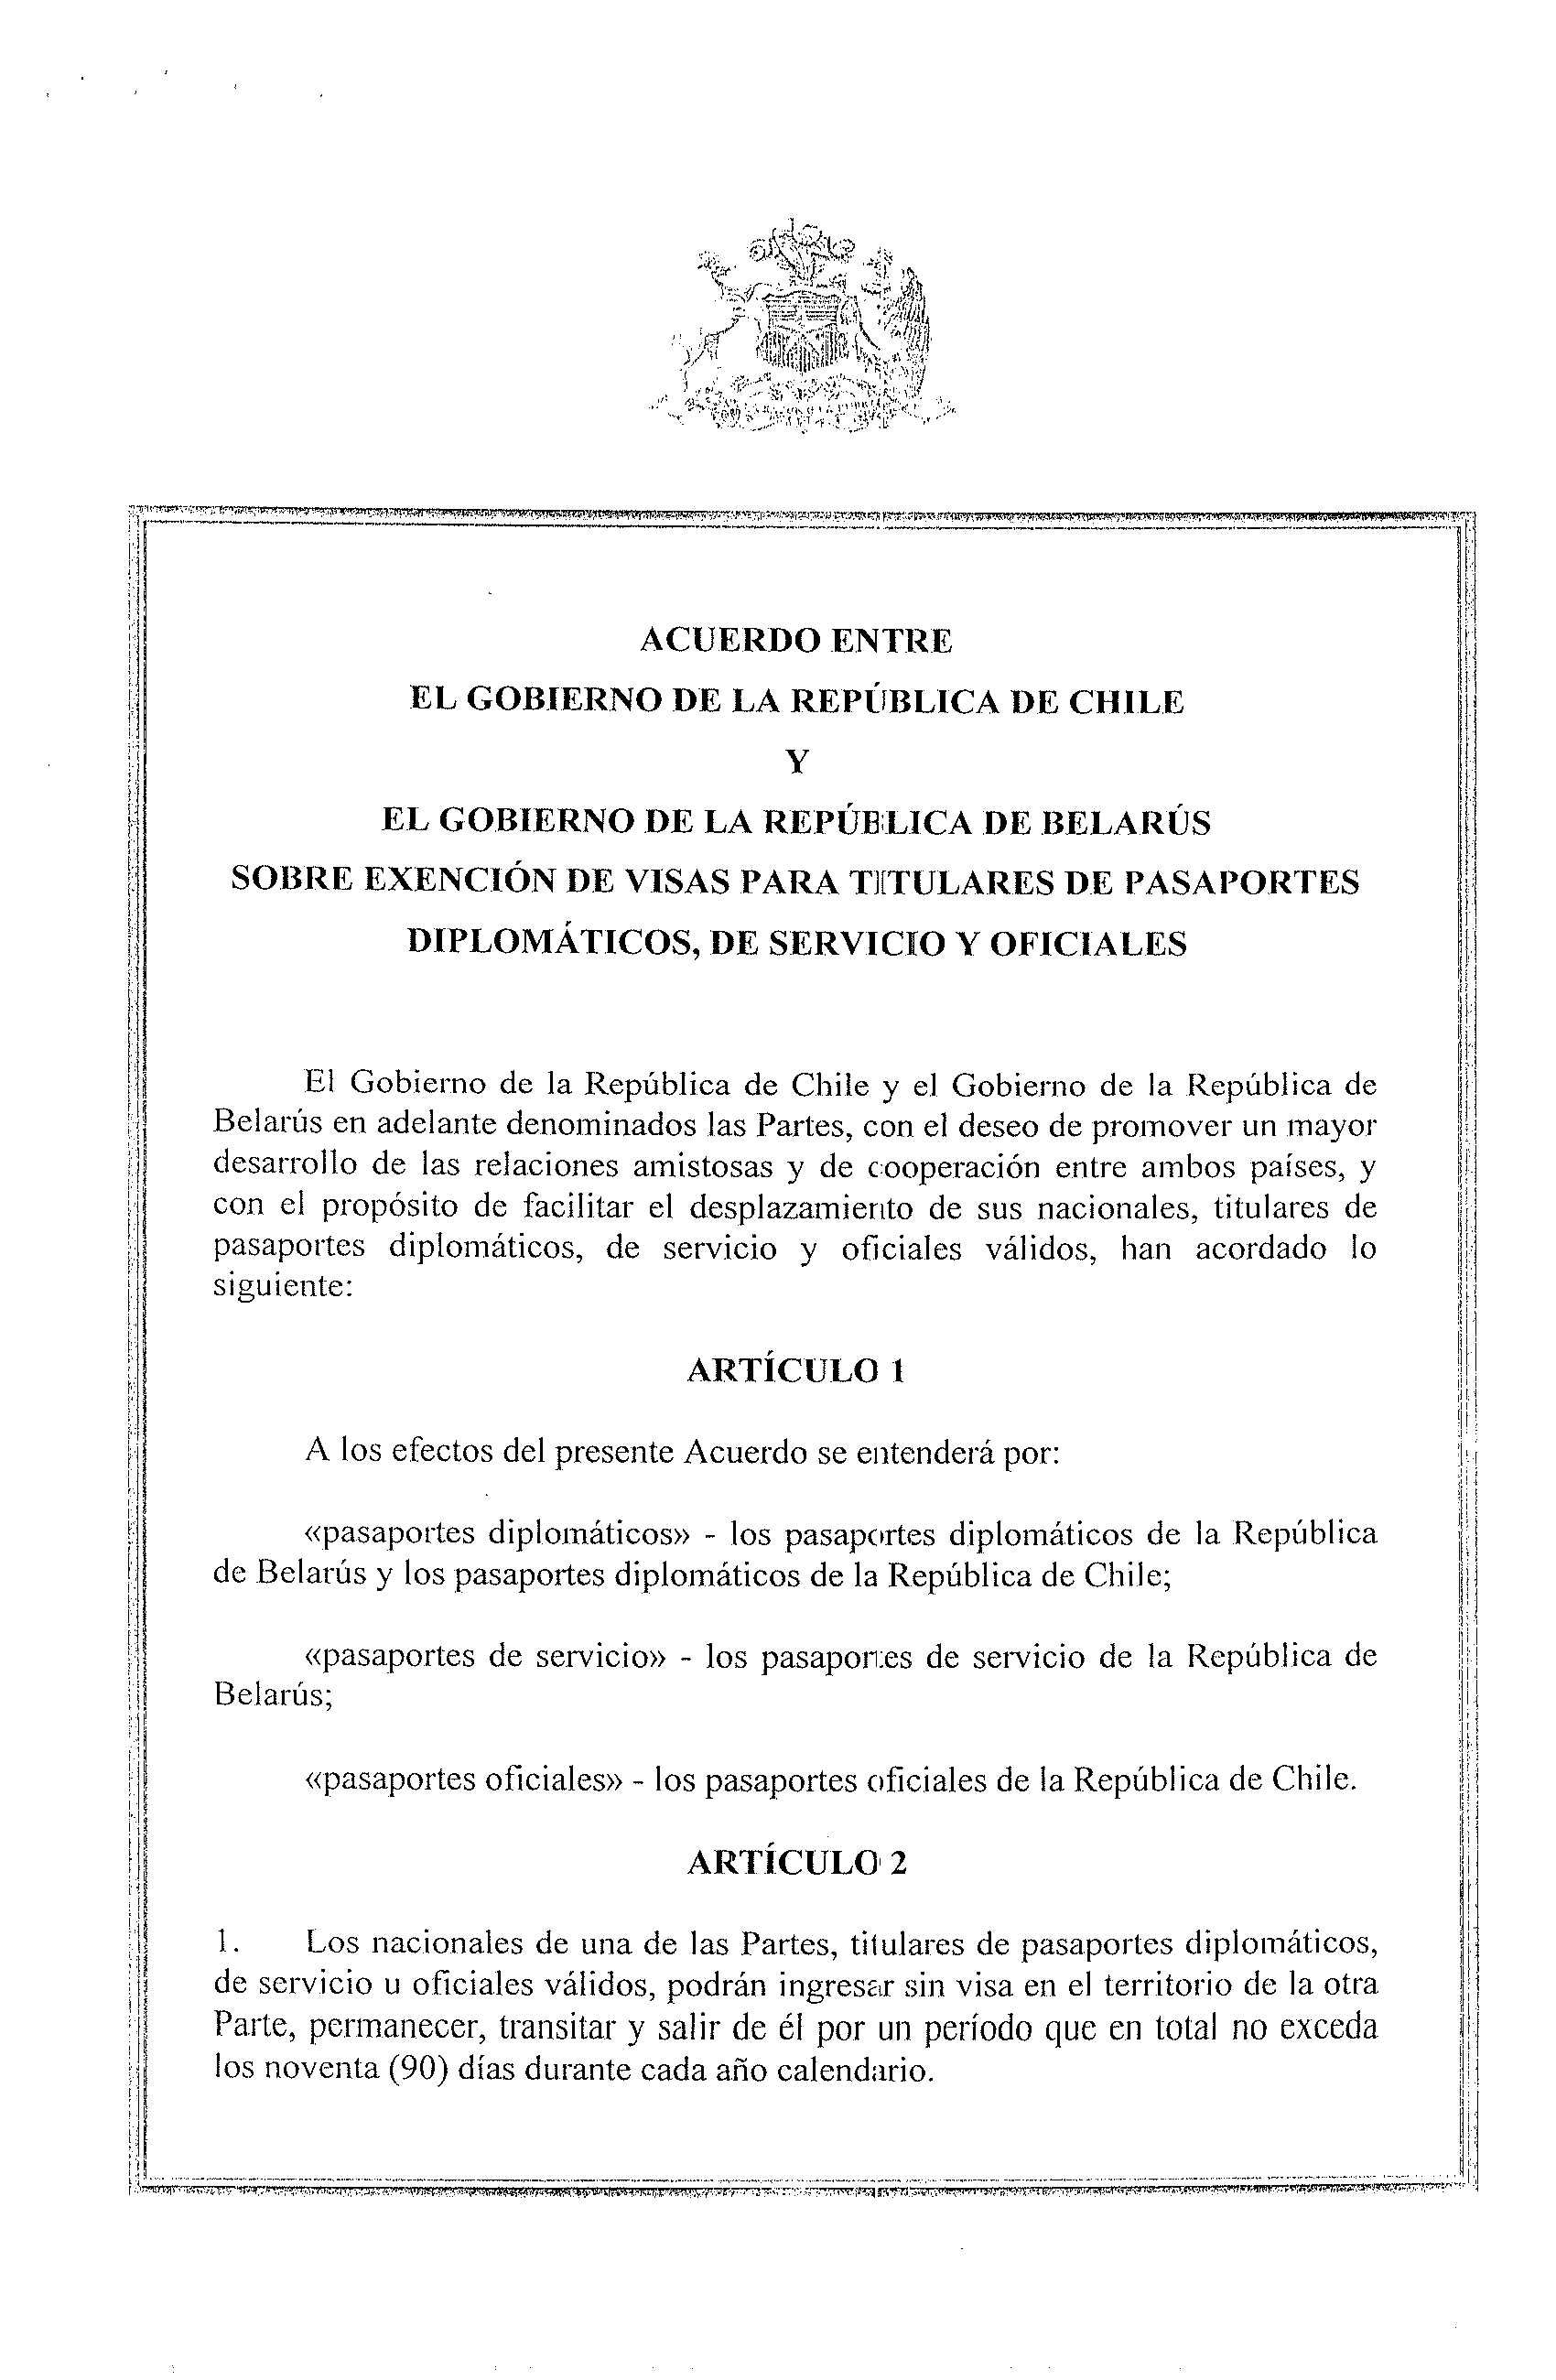 ACUERDO ENTRE
EL GOBIERNO DE LA REPÚBLICA DE CHILE
Y
EL GOBIERNO DE LA REPÚBLICA DE BELARÚS
SOBRE EXENCIÓN DE VISAS PARA TITULARES DE PASAPORTES
DIPLOMÁTICOS, DE SERVICIO Y OFICIALES
El Gobierno de la República de Chile y el Gobierno de la República de
Belarús en adelante denominados las Partes, con el deseo de promover un mayor
desarrollo de las relaciones amistosas y de cooperación entre ambos países, y
con el propósito de facilitar el desplazamiento de sus nacionales, titulares de
pasaportes diplomáticos, de servicio y oficiales válidos, han acordado lo
siguiente:
ARTÍCULO 1
A los efectos del presente Acuerdo se entenderá por:
«pasaportes diplomáticos» - los pasaportes diplomáticos de la República
de Belarús y los pasaportes diplomáticos de la República de Chile;
«pasaportes de servicio» - los pasaportes de servicio de la República de
Belarús;
«pasaportes oficiales» - los pasaportes oficiales de la República de Chile.
ARTÍCULO 2
1. Los nacionales de una de las Partes, titulares de pasaportes diplomáticos,
de servicio u oficiales válidos, podrán ingresar sin visa en el territorio de la otra
Parte, permanecer, transitar y salir de él por un período que en total no exceda
los noventa (90) días durante cada año calendario.